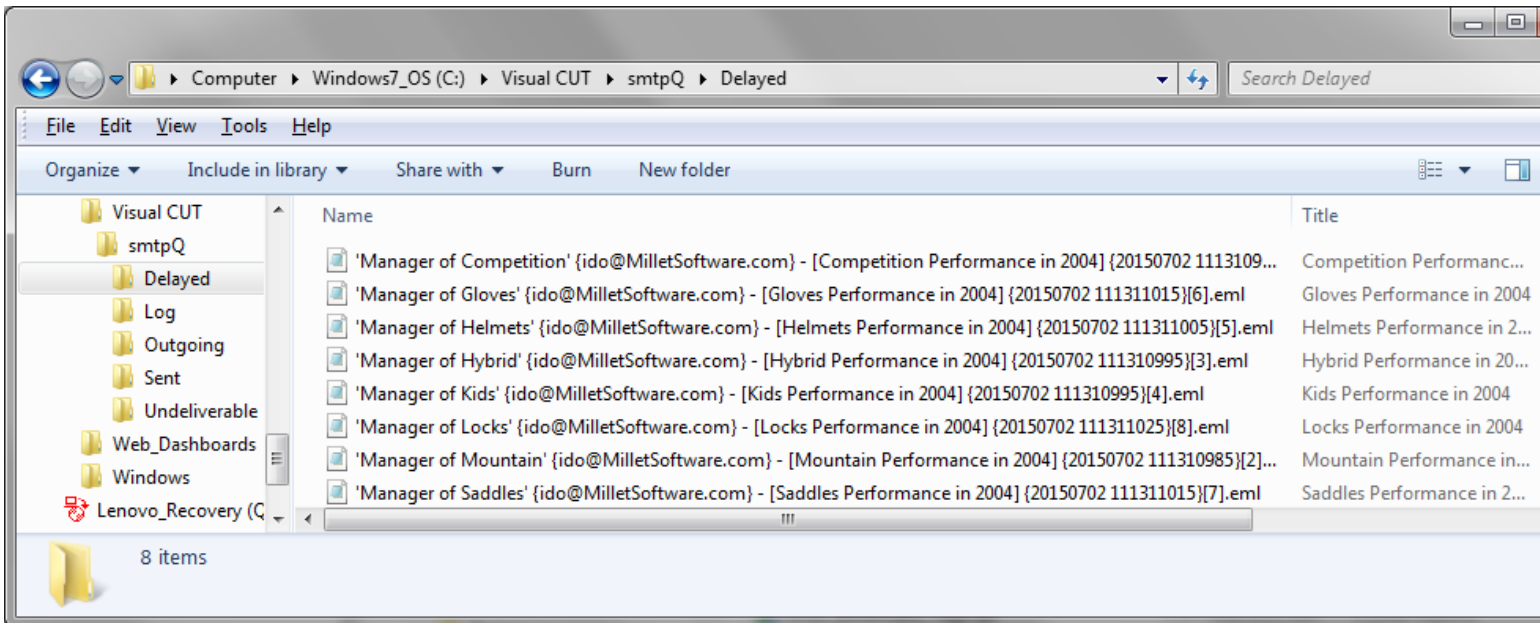 Computer Windows7_OS (C:) Visual CUT smtpQ Delayed Search Delayed
File Edit View Tools Help
Organize Include in library Share with Burn New folder
Visual CUT
smtpQ
Delayed
Log
Outgoing
Sent
Undeliverable
Web_Dashboards
Windows
Lenovo_Recovery (Q
Name Title
'Manager of Competition' {ido@MilletSoftware.com} - [Competition Performance in 2004] {20150702 1113109... Competition Performanc...
'Manager of Gloves' {ido@MilletSoftware.com} - [Gloves Performance in 2004] {20150702 111311015}[6].eml Gloves Performance in 2004
'Manager of Helmets' {ido@MilletSoftware.com} - [Helmets Performance in 2004] {20150702 111311005}[5].eml Helmets Performance in 2...
'Manager of Hybrid' {ido@MilletSoftware.com} - [Hybrid Performance in 2004] {20150702 111310995}[3].eml Hybrid Performance in 20...
'Manager of Kids' {ido@MilletSoftware.com} - [Kids Performance in 2004] {20150702 111310995}[4].eml Kids Performance in 2004
'Manager of Locks' {ido@MilletSoftware.com} - [Locks Performance in 2004] {20150702 111311025}[8].eml Locks Performance in 2004
'Manager of Mountain' {ido@MilletSoftware.com} - [Mountain Performance in 2004] {20150702 111310985}[2]... Mountain Performance in...
'Manager of Saddles' {ido@MilletSoftware.com} - [Saddles Performance in 2004] {20150702 111311015}[7].eml Saddles Performance in 2...
8 items